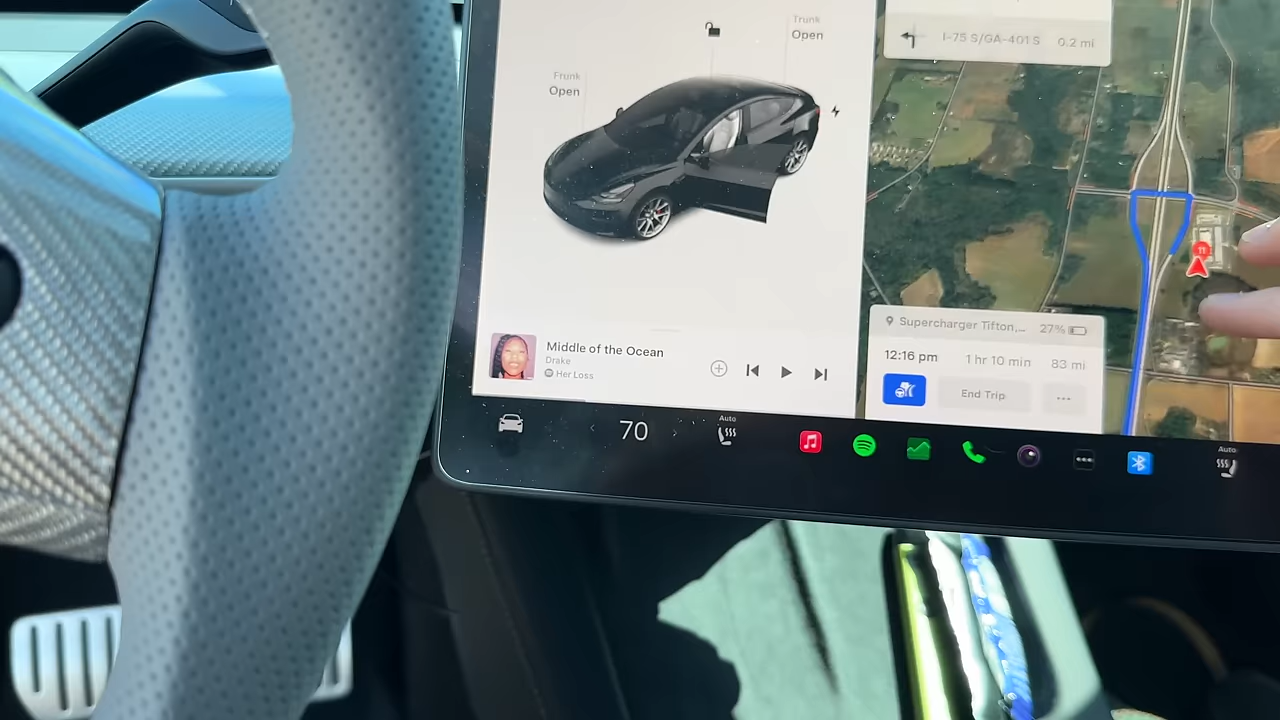 Trunk
Open
Frunk
Open
I-75 S/GA-401 S 0.2 mi
11
Supercharger Tifton,... 27%
12:16 pm 1 hr 10 min 83 mi
End Trip
Middle of the Ocean
Drake
Her Loss
70
Auto
Auto